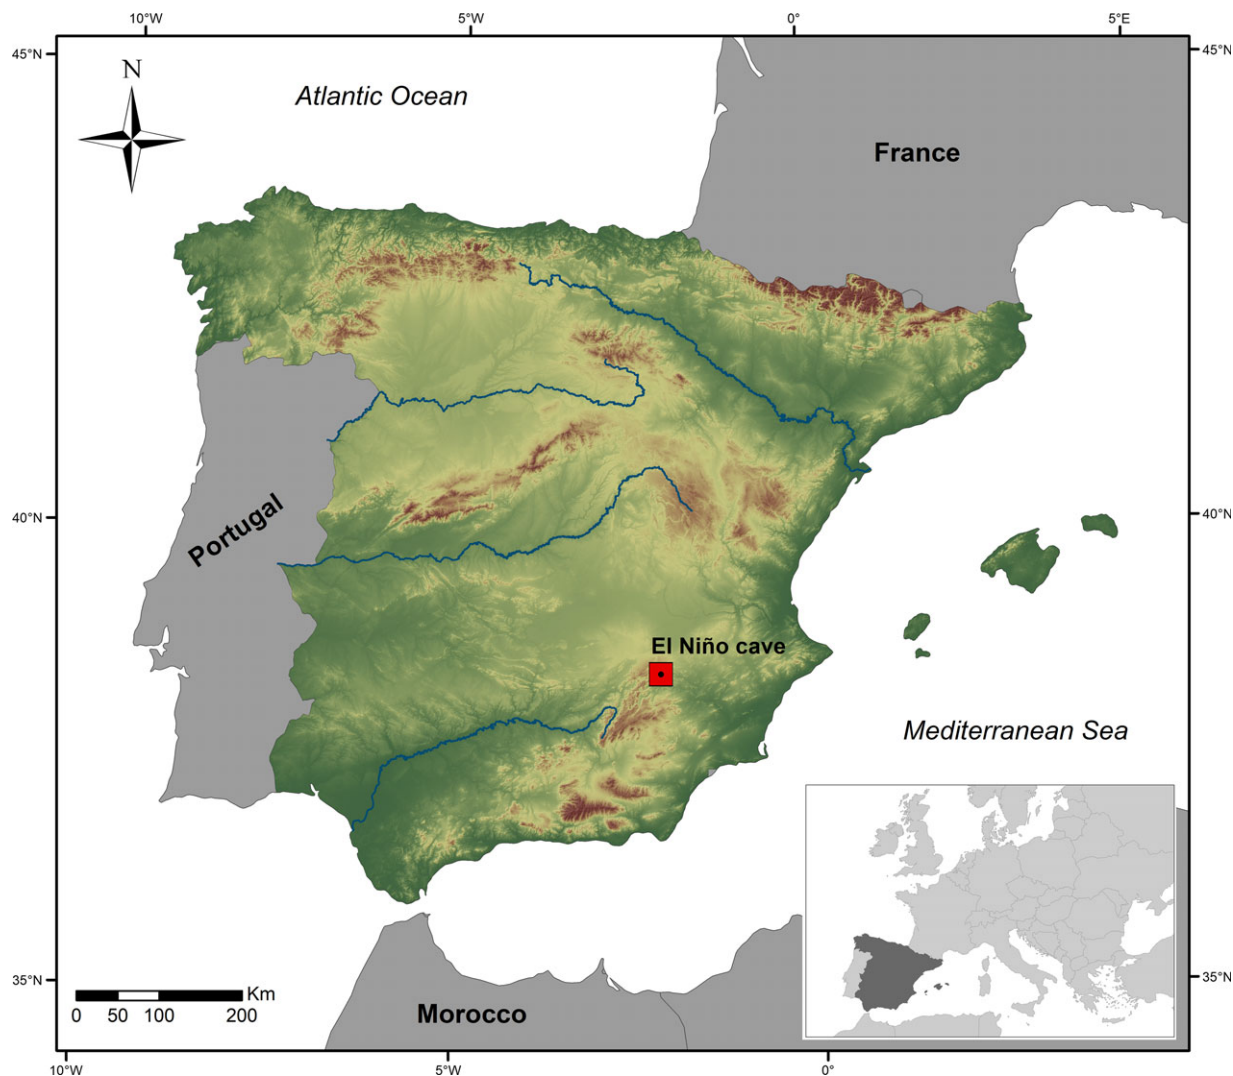 10°W 5°W 0° 5°E
45°N 45°N
N
Atlantic Ocean
France
Portugal
40°N 40°N
El Niño cave
Mediterranean Sea
35°N 35°N
Km
0 50 100 200
Morocco
10°W 5°W 0°